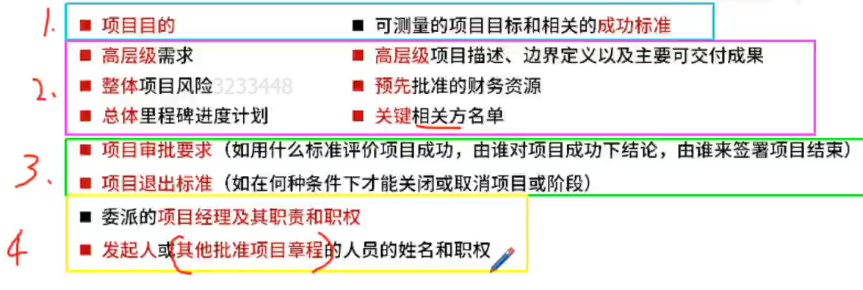 1. ■ 项目目的 ■ 可测量的项目目标和相关的成功标准
■ 高层级需求 ■ 高层级项目描述、边界定义以及主要可交付成果
2. ■ 整体项目风险 3233448 ■ 预先批准的财务资源
■ 总体里程碑进度计划 ■ 关键相关方名单
■ 项目审批要求（如用什么标准评价项目成功，由谁对项目成功下结论，由谁来签署项目结束）
3. ■ 项目退出标准（如在何种条件下才能关闭或取消项目或阶段）
■ 委派的项目经理及其职责和职权
4 ■ 发起人或(其他批准项目章程)的人员的姓名和职权